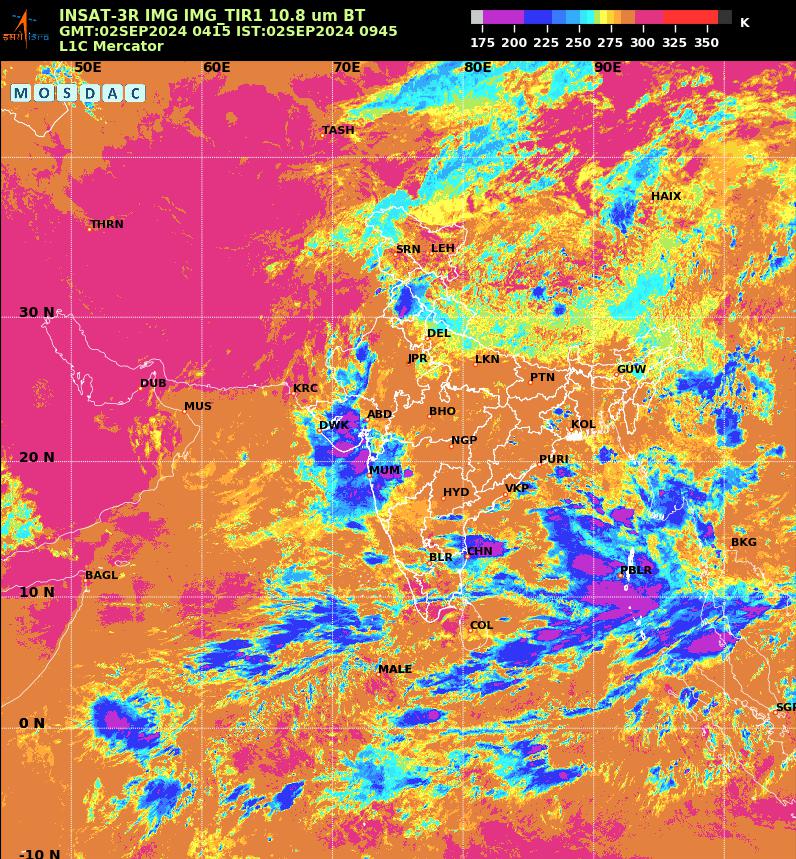 INSAT-3R IMG IMG_TIR1 10.8 um BT
GMT:02SEP2024 0415 IST:02SEP2024 0945
L1C Mercator
K
175 200 225 250 275 300 325 350
50E 60E 70E 80E 90E
MOSDAC
TASH
HAIX
THRN
SRN LEH
30 N
DEL
JPR LKN
GUW
PTN
DUB
KRC
MUS
ABD BHO
DWK KOL
NGP
20 N
MUM PURI
HYD VKP
BKG
BLR CHN
BAGL PBLR
10 N
COL
MALE
SGP
0 N
-10 N